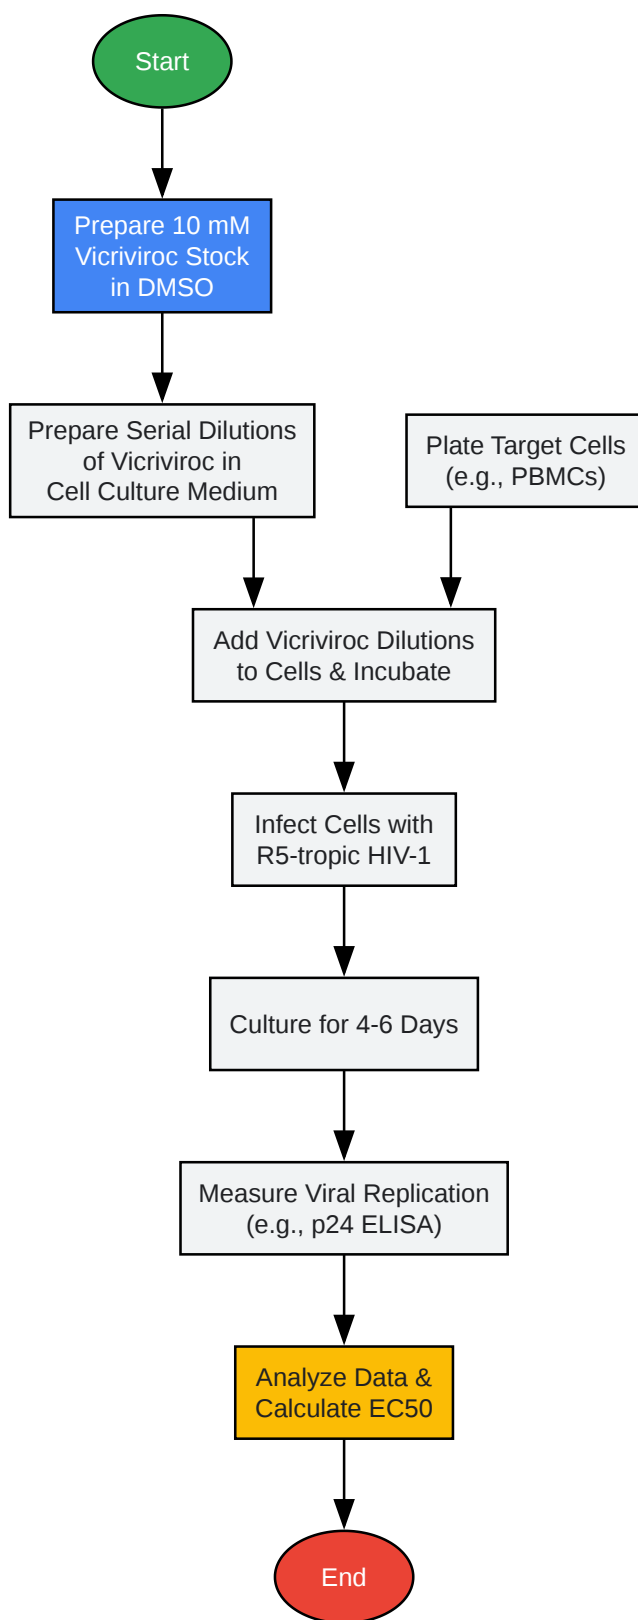 Start
Prepare 10 mM
Vicriviroc Stock
in DMSO
Prepare Serial Dilutions
of Vicriviroc in
Cell Culture Medium
Plate Target Cells
(e.g., PBMCs)
Add Vicriviroc Dilutions
to Cells & Incubate
Infect Cells with
R5-tropic HIV-1
Culture for 4-6 Days
Measure Viral Replication
(e.g., p24 ELISA)
Analyze Data &
Calculate EC50
End